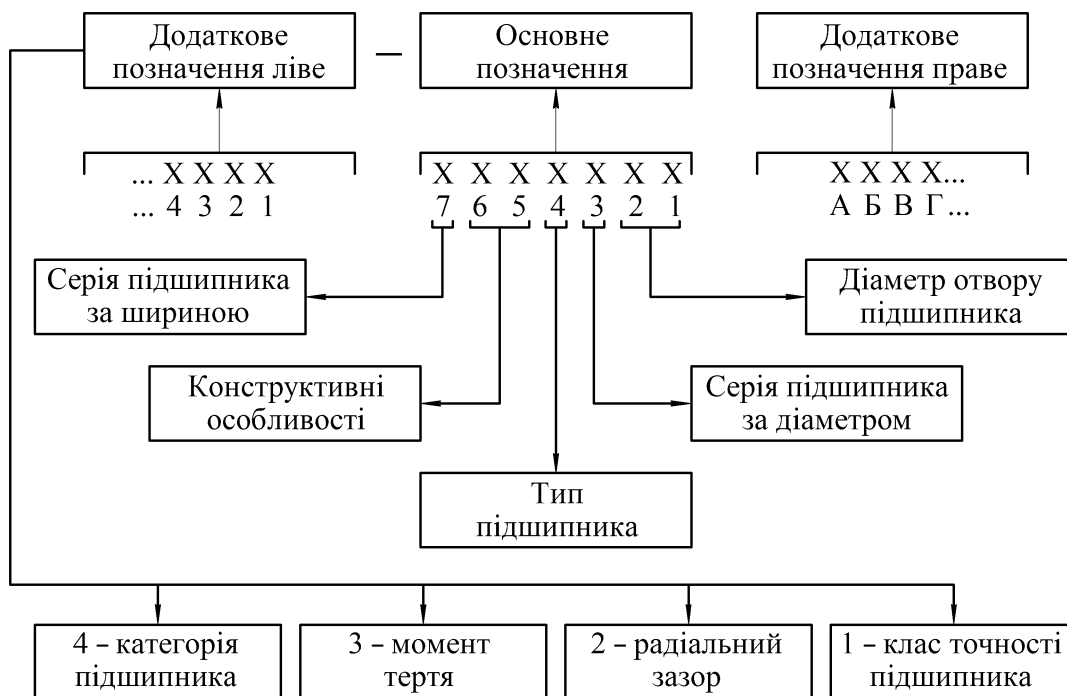 Додаткове
позначення ліве
–
Основне
позначення
Додаткове
позначення праве
... X X X X
... 4 3 2 1
X X X X X X X
7 6 5 4 3 2 1
X X X X...
А Б В Г ...
Серія підшипника
за шириною
Діаметр отвору
підшипника
Конструктивні
особливості
Серія підшипника
за діаметром
Тип
підшипника
4 – категорія
підшипника
3 – момент
тертя
2 – радіальний
зазор
1 – клас точності
підшипника